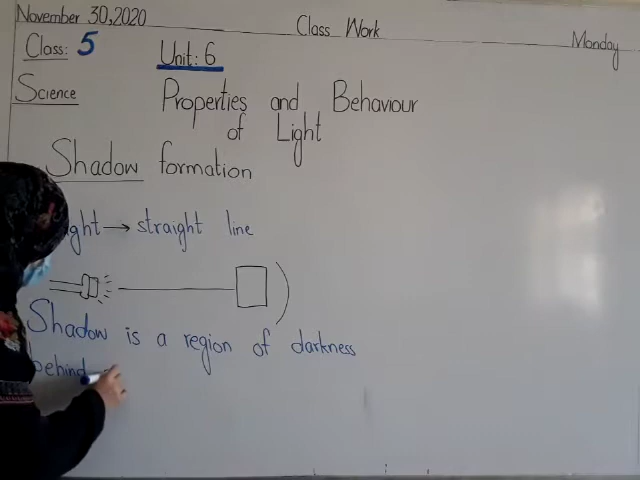 November 30,2020 Class Work Monday
Class: 5 Unit: 6
Science Properties and Behaviour
of Light
Shadow formation
straight line
Shadow is a region of darkness
behind